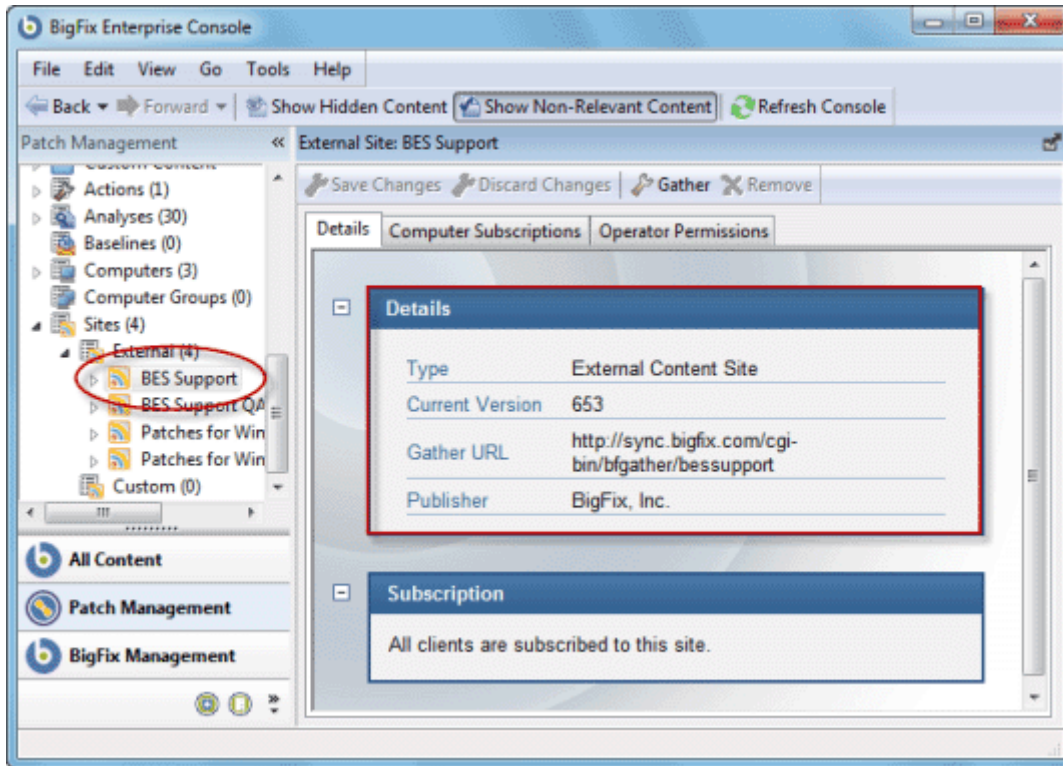 BigFix Enterprise Console
File Edit View Go Tools Help
Back Forward Show Hidden Content Show Non-Relevant Content Refresh Console
Patch Management
External Site: BES Support
Custom Content
Actions (1)
Analyses (30)
Baselines (0)
Computers (3)
Computer Groups (0)
Sites (4)
External (4)
BES Support
BES Support QA
Patches for Win
Patches for Win
Custom (0)
All Content
Patch Management
BigFix Management
Save Changes Discard Changes Gather Remove
Details Computer Subscriptions Operator Permissions
Details
Type External Content Site
Current Version 653
Gather URL http://sync.bigfix.com/cgi-
bin/bfgather/bessupport
Publisher BigFix, Inc.
Subscription
All clients are subscribed to this site.